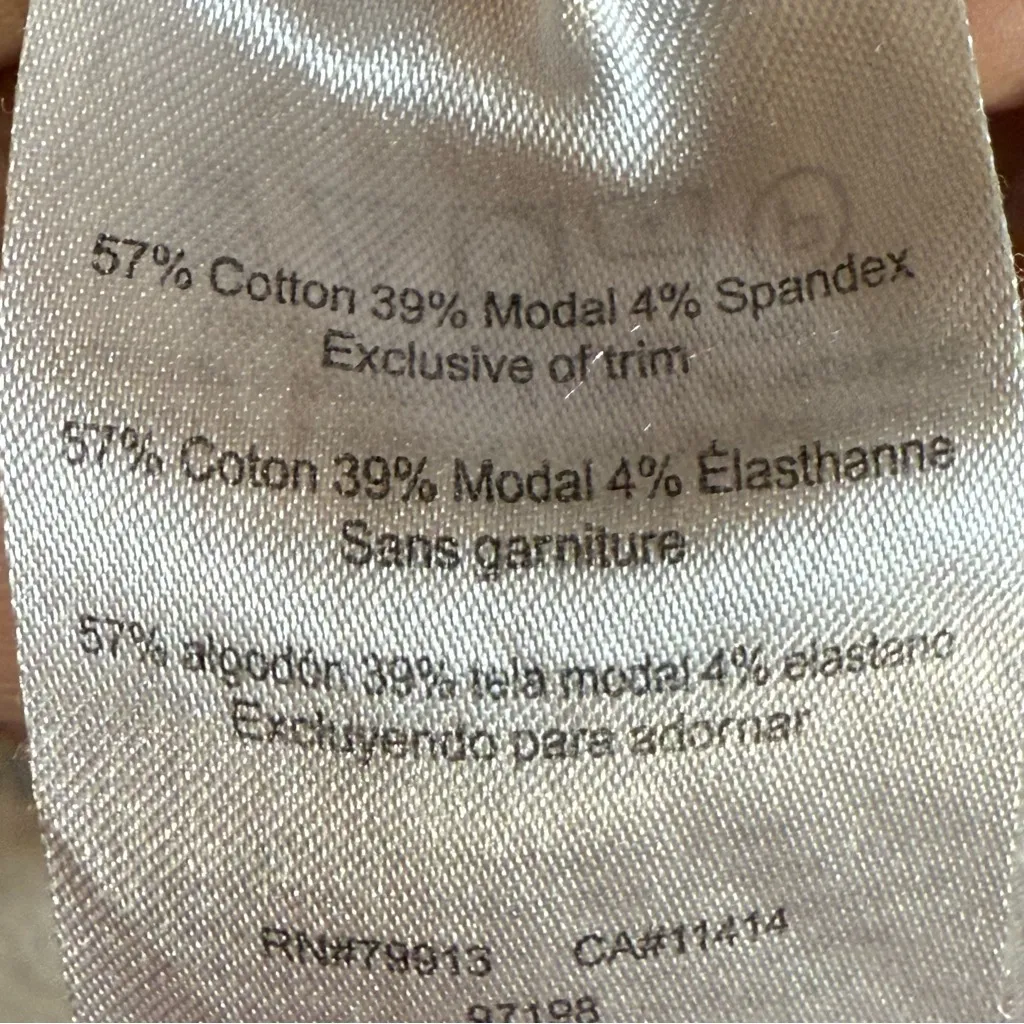 57% Cotton 39% Modal 4% Spandex
Exclusive of trim
57% Coton 39% Modal 4% Élasthanne
Sans garniture
57% algodón 39% tela modal 4% elastano
Excluyendo para adornar
RN#79913 CA#11414
97198